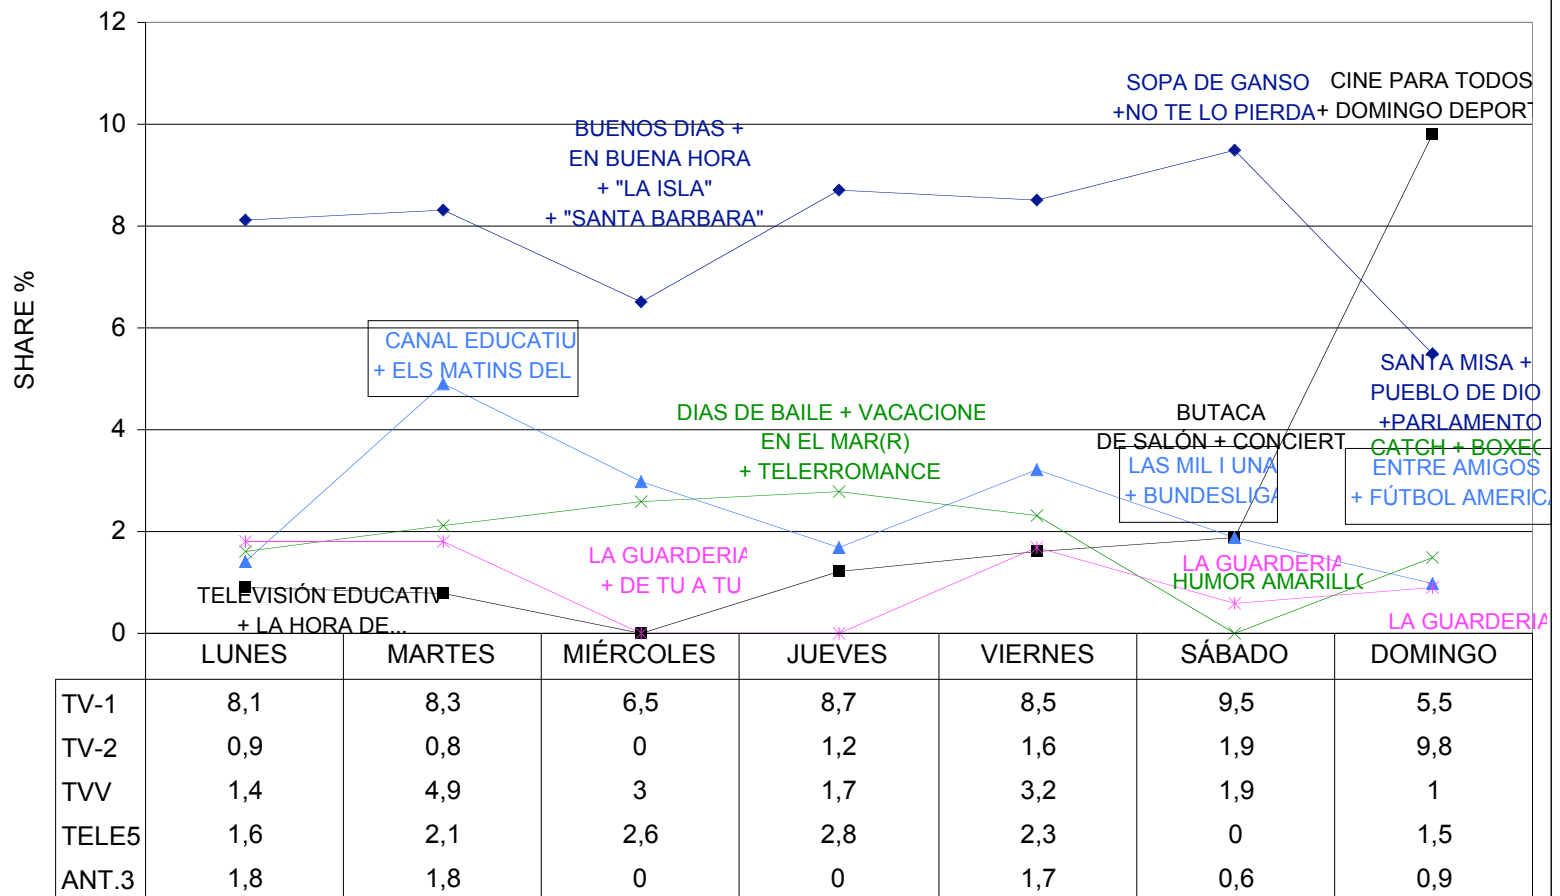 12
10
8
6
4
2
0
SHARE %
SOPA DE GANSO
+NO TE LO PIERDA
CINE PARA TODOS
+ DOMINGO DEPORT
BUENOS DIAS +
EN BUENA HORA
+ "LA ISLA"
+ "SANTA BARBARA"
CANAL EDUCATIU
+ ELS MATINS DEL
SANTA MISA +
PUEBLO DE DIO
+PARLAMENTO
DIAS DE BAILE + VACACIONE
EN EL MAR(R)
+ TELERROMANCE
BUTACA
DE SALÓN + CONCIERT
CATCH + BOXEO
LAS MIL I UNA
+ BUNDESLIGA
ENTRE AMIGOS
+ FÚTBOL AMERICA
LA GUARDERIA
+ DE TU A TU
LA GUARDERIA
HUMOR AMARILLO
TELEVISIÓN EDUCATIV
+ LA HORA DE...
LA GUARDERIA
LUNES MARTES MIÉRCOLES JUEVES VIERNES SÁBADO DOMINGO
TV-1 8,1 8,3 6,5 8,7 8,5 9,5 5,5
TV-2 0,9 0,8 0 1,2 1,6 1,9 9,8
TVV 1,4 4,9 3 1,7 3,2 1,9 1
TELE5 1,6 2,1 2,6 2,8 2,3 0 1,5
ANT.3 1,8 1,8 0 0 1,7 0,6 0,9